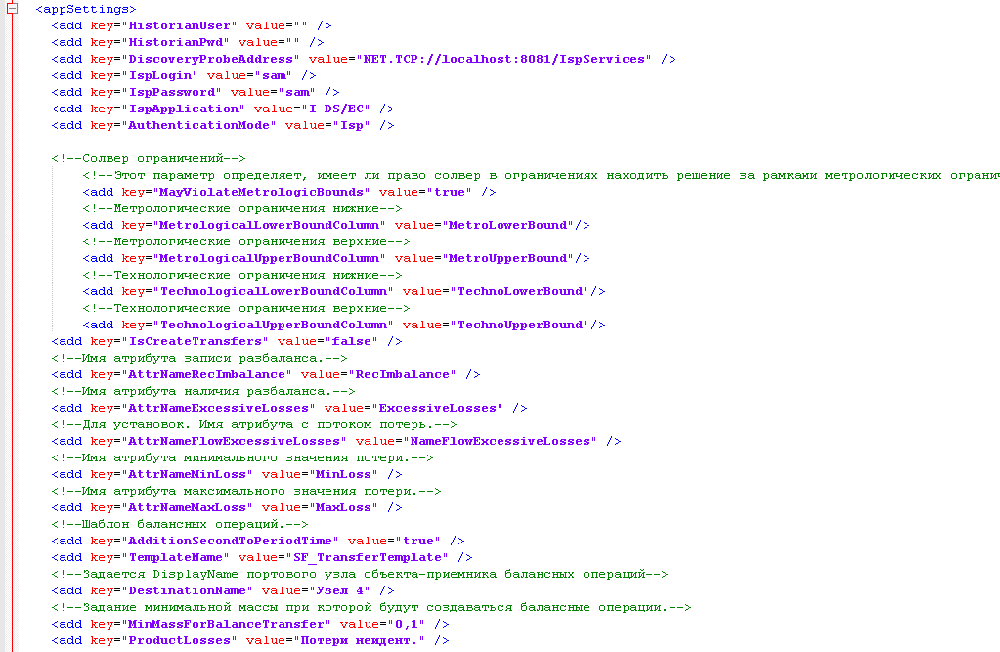 <appSettings>
<add key="HistorianUser" value="" />
<add key="HistorianPwd" value="" />
<add key="DiscoveryProbeAddress" value="NET.TCP://localhost:8081/IspServices" />
<add key="IspLogin" value="sam" />
<add key="IspPassword" value="sam" />
<add key="IspApplication" value="I-DS/EC" />
<add key="AuthenticationMode" value="Isp" />
<!--Солвер ограничений-->
<!--Этот параметр определяет, имеет ли право солвер в ограничениях находить решение за рамками метрологических огранич
<add key="MayViolateMetrologicBounds" value="true" />
<!--Метрологические ограничения нижние-->
<add key="MetrologicalLowerBoundColumn" value="MetroLowerBound"/>
<!--Метрологические ограничения верхние-->
<add key="MetrologicalUpperBoundColumn" value="MetroUpperBound"/>
<!--Технологические ограничения нижние-->
<add key="TechnologicalLowerBoundColumn" value="TechnoLowerBound"/>
<!--Технологические ограничения верхние-->
<add key="TechnologicalUpperBoundColumn" value="TechnoUpperBound"/>
<add key="IsCreateTransfers" value="false" />
<!--Имя атрибута записи разбаланса.-->
<add key="AttrNameRecImbalance" value="RecImbalance" />
<!--Имя атрибута наличия разбаланса.-->
<add key="AttrNameExcessiveLosses" value="ExcessiveLosses" />
<!--Для установок. Имя атрибута с потоком потерь.-->
<add key="AttrNameFlowExcessiveLosses" value="NameFlowExcessiveLosses" />
<!--Имя атрибута минимального значения потери.-->
<add key="AttrNameMinLoss" value="MinLoss" />
<!--Имя атрибута максимального значения потери.-->
<add key="AttrNameMaxLoss" value="MaxLoss" />
<!--Шаблон балансных операций.-->
<add key="AdditionSecondToPeriodTime" value="true" />
<add key="TemplateName" value="SF_TransferTemplate" />
<!--Задается DisplayName портового узла объекта-приемника балансных операций-->
<add key="DestinationName" value="Узел 4" />
<!--Задание минимальной массы при которой будут создаваться балансные операции.-->
<add key="MinMassForBalanceTransfer" value="0,1" />
<add key="ProductLosses" value="Потери неидент." />